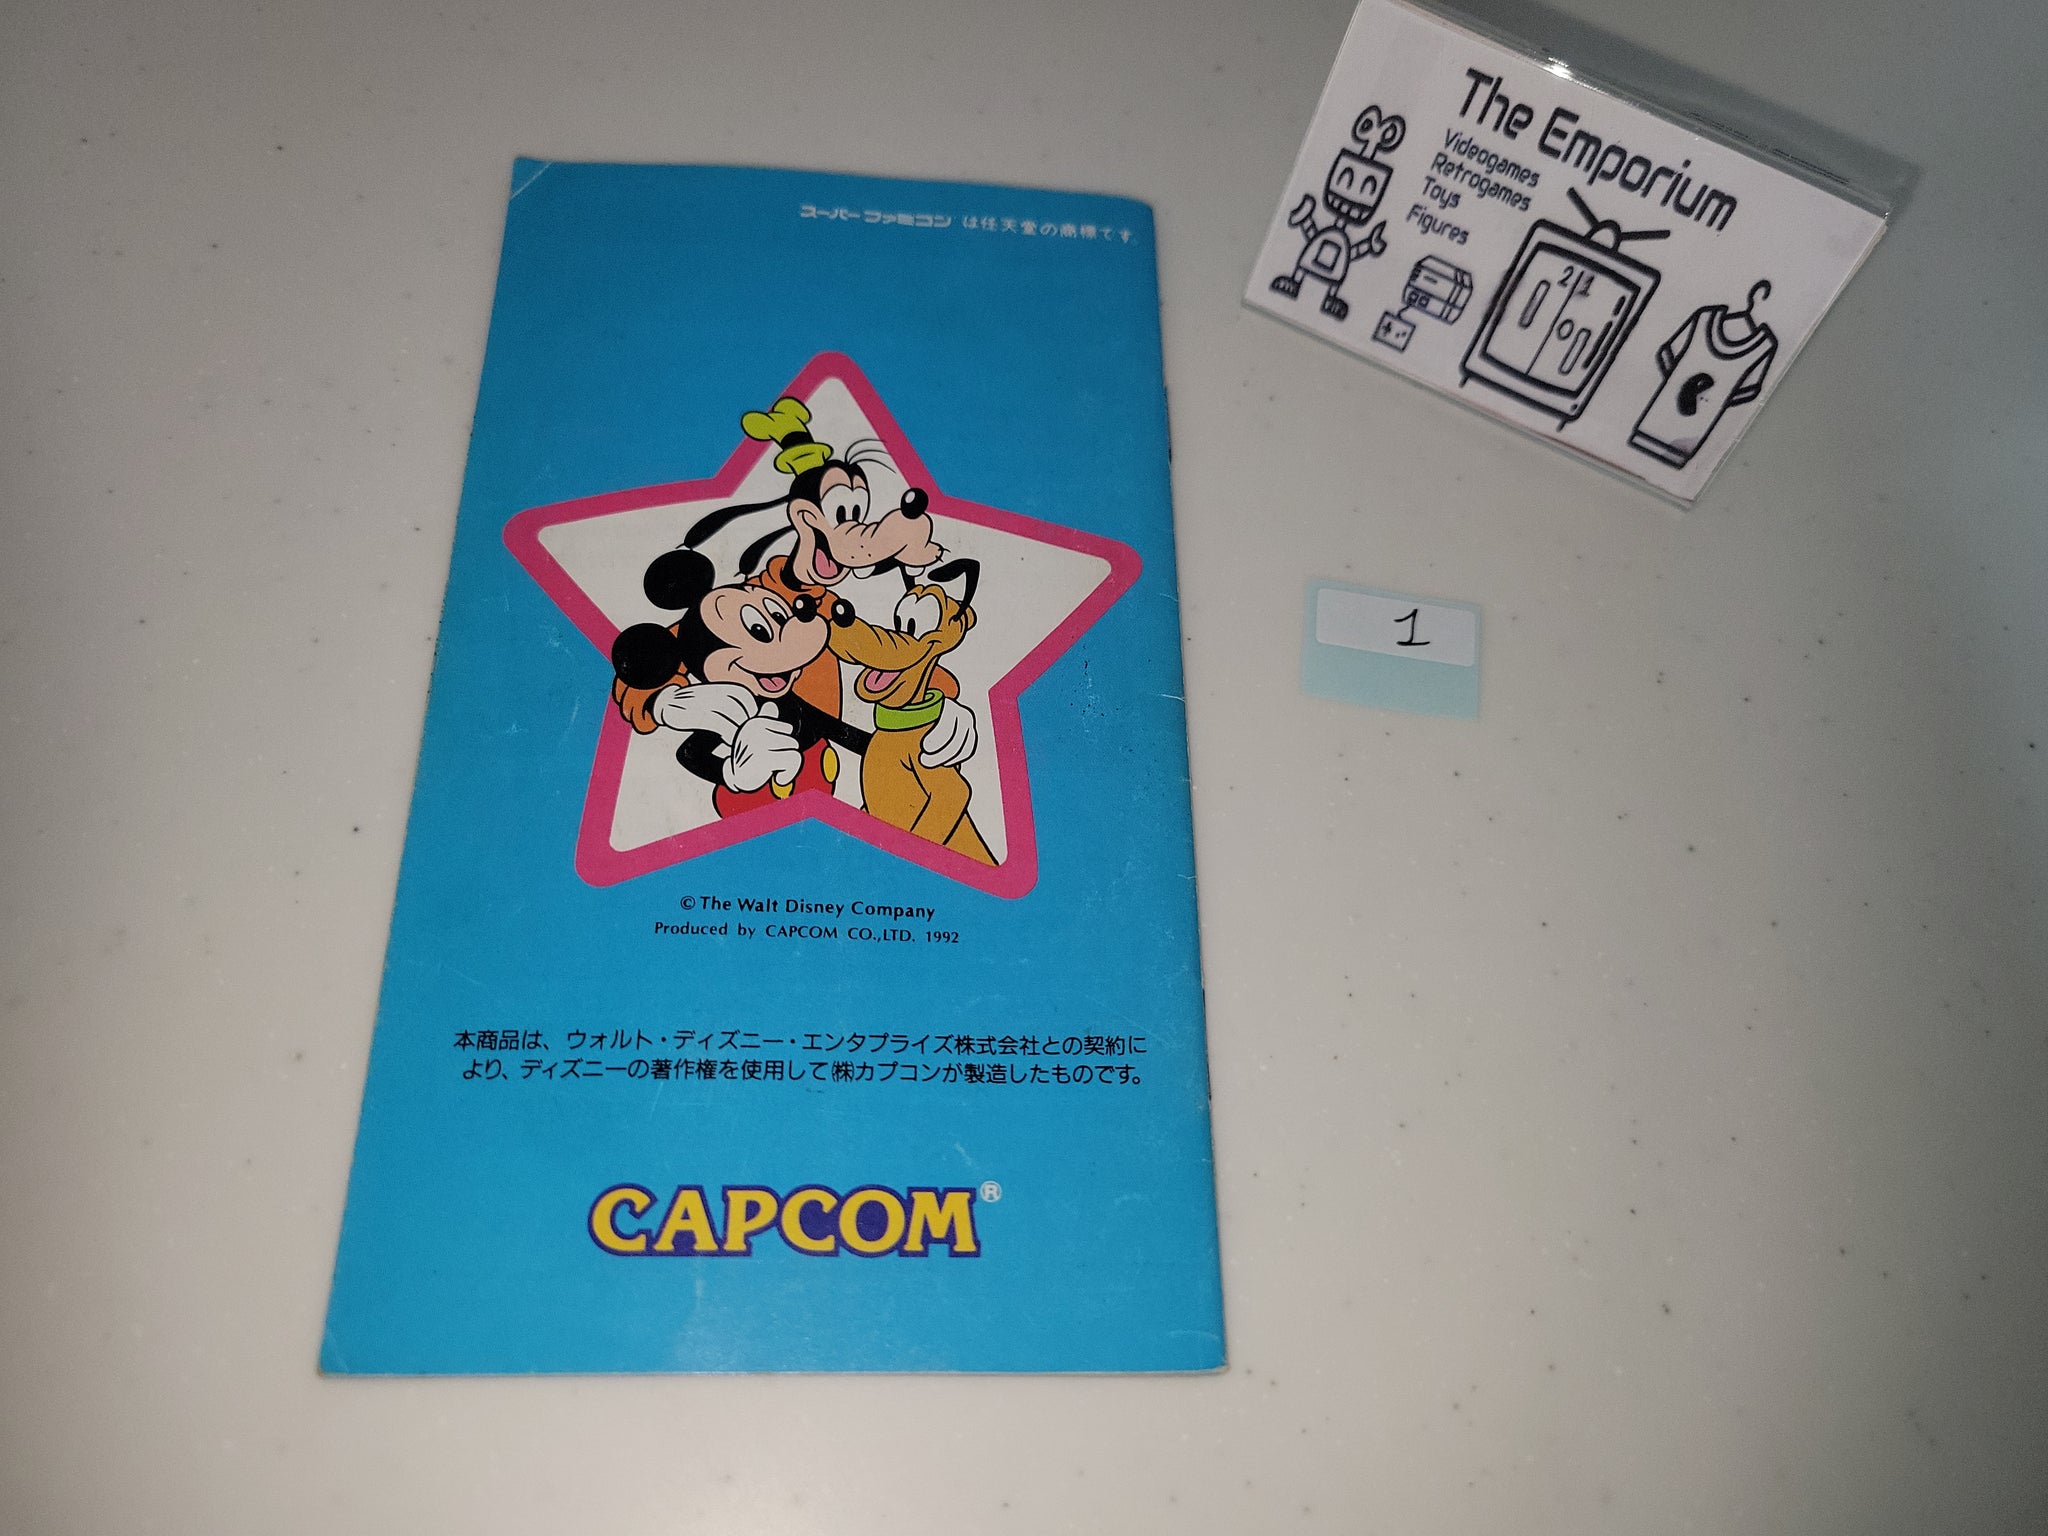 スーパーファミコン は任天堂の商標です。
© The Walt Disney Company
Produced by CAPCOM CO.,LTD. 1992
本商品は、ウォルト・ディズニー・エンタプライズ株式会社との契約に
より、ディズニーの著作権を使用して㈱カプコンが製造したものです。
CAPCOM®
The Emporium
Videogames
Retrogames
Toys
Figures
21
1